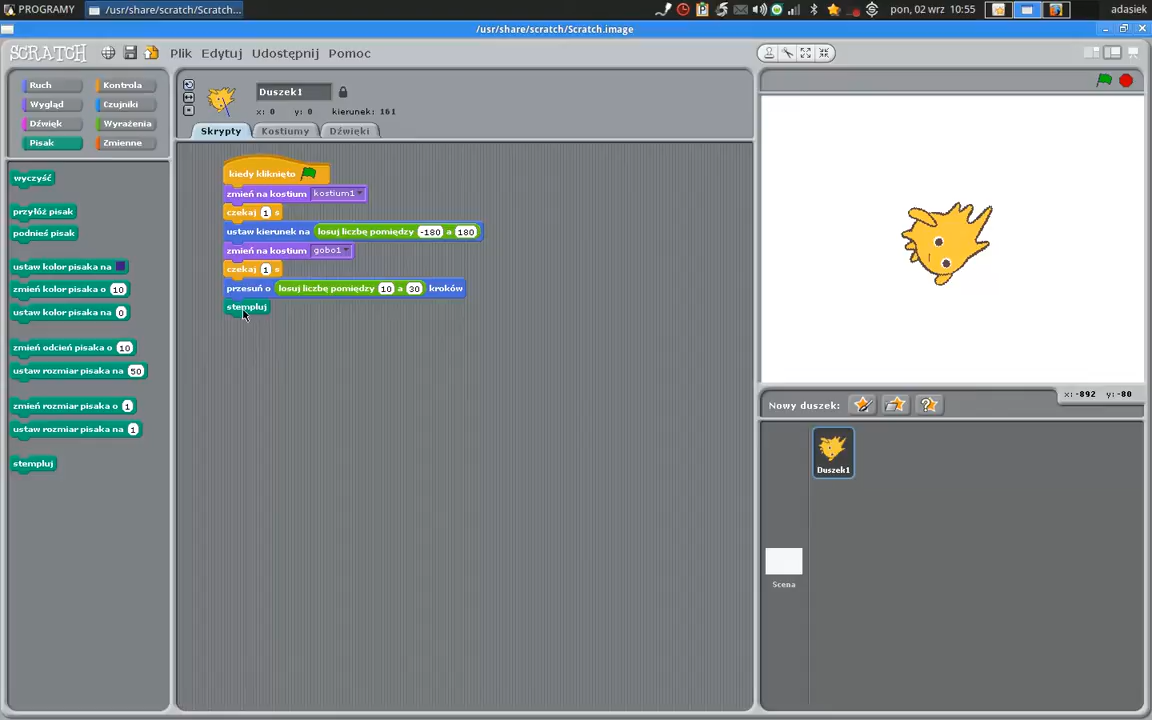 PROGRAMY
/usr/share/scratch/Scratch...
pon, 02 wrz 10:55
adasiek
/usr/share/scratch/Scratch.image
SCRATCH
Plik Edytuj Udostępnij Pomoc
Ruch Kontrola
Wygląd Czujniki
Dźwięk Wyrażenia
Pisak Zmienne
wyczyść
przyłóż pisak
podnieś pisak
ustaw kolor pisaka na
zmień kolor pisaka o 10
ustaw kolor pisaka na 0
zmień odcień pisaka o 10
ustaw rozmiar pisaka na 50
zmień rozmiar pisaka o 1
ustaw rozmiar pisaka na 1
stempluj
Duszek1
x: 0 y: 0 kierunek: 161
Skrypty Kostiumy Dźwięki
kiedy kliknięto
zmień na kostium kostium1
czekaj 1 s
ustaw kierunek na losuj liczbę pomiędzy -180 a 180
zmień na kostium gobo1
czekaj 1 s
przesuń o losuj liczbę pomiędzy 10 a 30 kroków
stempluj
x: -892 y: -80
Nowy duszek:
Duszek1
Scena